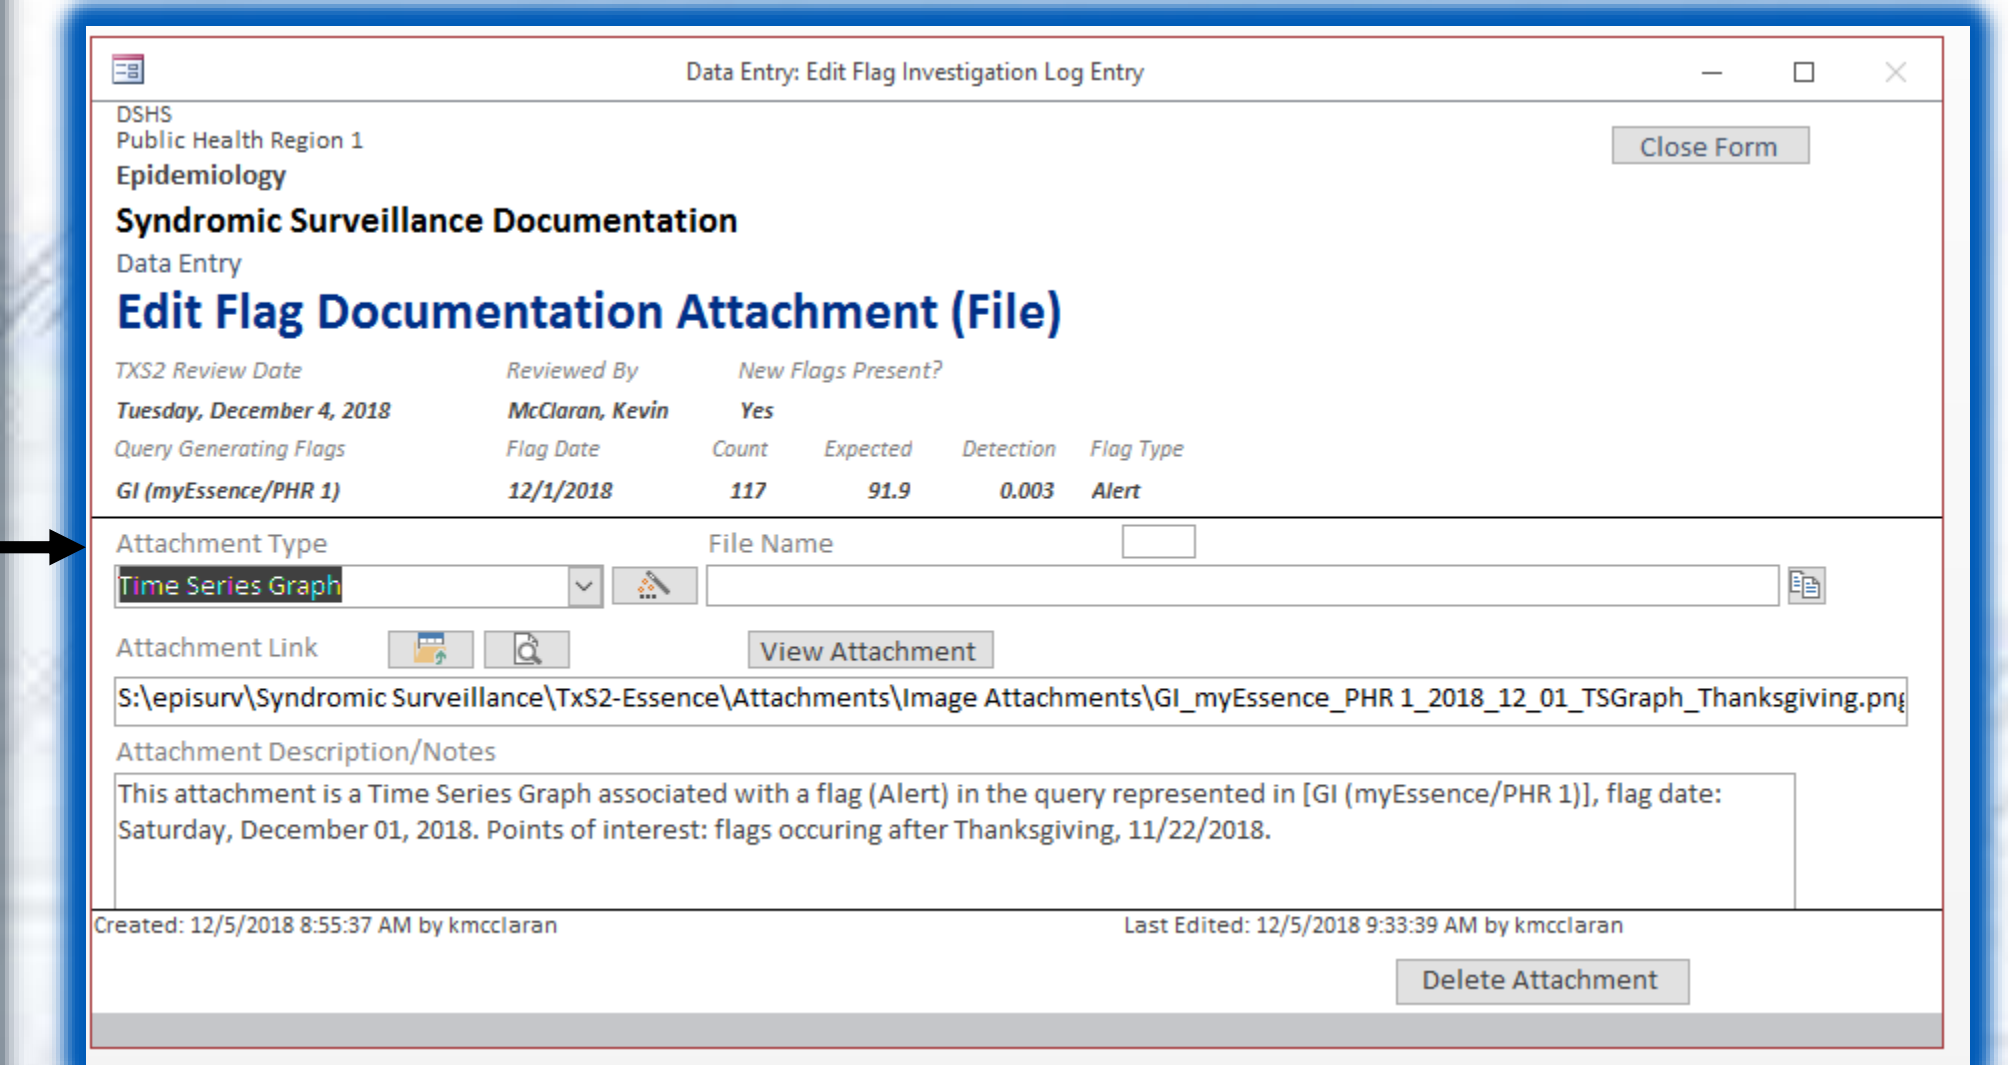 Data Entry: Edit Flag Investigation Log Entry
DSHS
Public Health Region 1
Close Form
Epidemiology
Syndromic Surveillance Documentation
Data Entry
Edit Flag Documentation Attachment (File)
TXS2 Review Date Reviewed By New Flags Present?
Tuesday, December 4, 2018 McClaran, Kevin Yes
Query Generating Flags Flag Date Count Expected Detection Flag Type
GI (myEssence/PHR 1) 12/1/2018 117 91.9 0.003 Alert
Attachment Type File Name
Time Series Graph
Attachment Link View Attachment
S:\episurv\Syndromic Surveillance\TxS2-Essence\Attachments\Image Attachments\GI_myEssence_PHR 1_2018_12_01_TSGraph_Thanksgiving.png
Attachment Description/Notes
This attachment is a Time Series Graph associated with a flag (Alert) in the query represented in [GI (myEssence/PHR 1)], flag date:
Saturday, December 01, 2018. Points of interest: flags occuring after Thanksgiving, 11/22/2018.
Created: 12/5/2018 8:55:37 AM by kmcclaran Last Edited: 12/5/2018 9:33:39 AM by kmcclaran
Delete Attachment